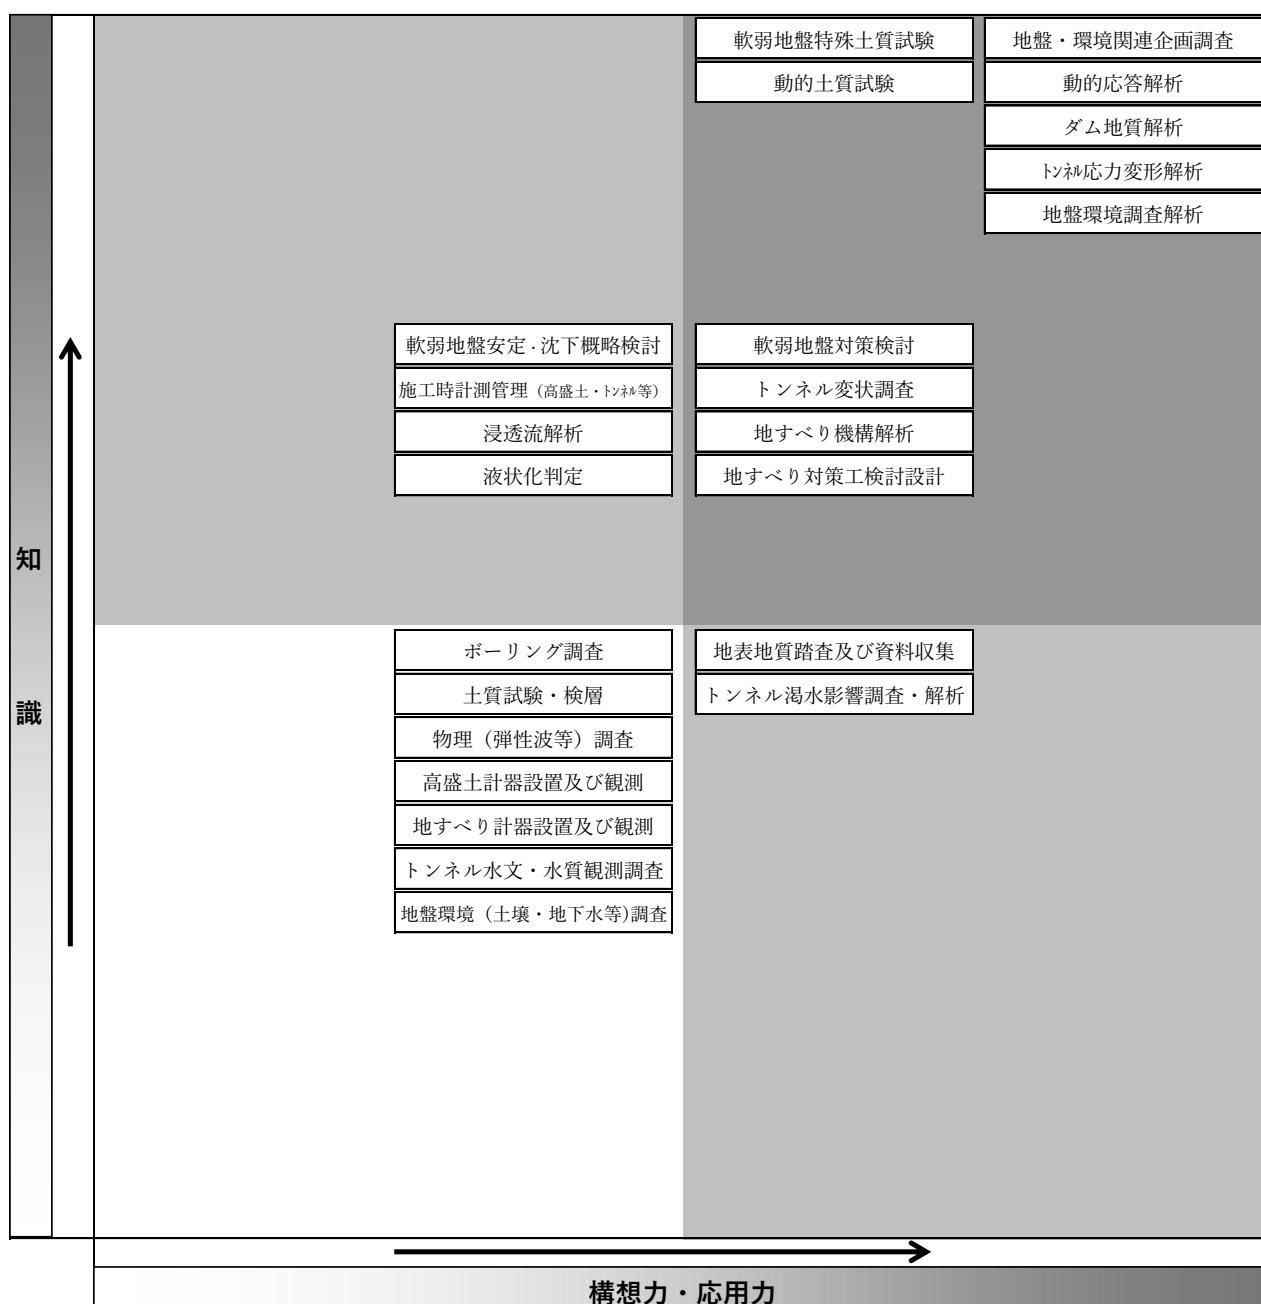 軟弱地盤特殊土質試験
動的土質試験
地盤・環境関連企画調査
動的応答解析
ダム地質解析
ﾄﾝﾈﾙ応力変形解析
地盤環境調査解析
軟弱地盤安定・沈下概略検討
施工時計測管理（高盛土・ﾄﾝﾈﾙ等）
浸透流解析
液状化判定
軟弱地盤対策検討
トンネル変状調査
地すべり機構解析
地すべり対策工検討設計
知
識
ボーリング調査
土質試験・検層
物理（弾性波等）調査
高盛土計器設置及び観測
地すべり計器設置及び観測
トンネル水文・水質観測調査
地盤環境（土壌・地下水等)調査
地表地質踏査及び資料収集
トンネル渇水影響調査・解析
構想力・応用力